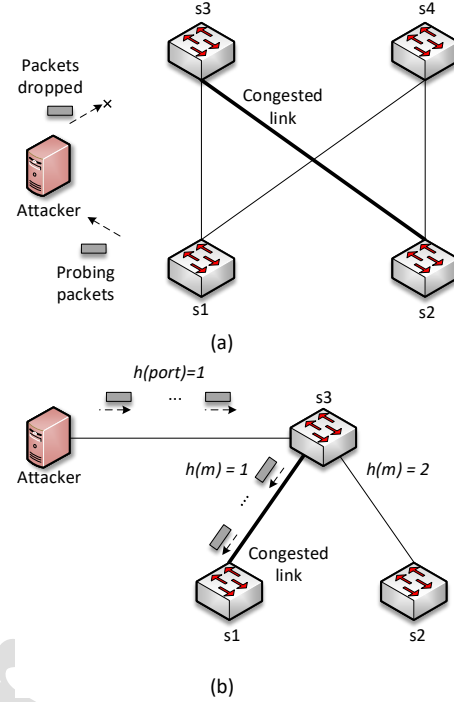 s3
s4
Packets
dropped
Congested
link
Attacker
Probing
packets
s1
s2
(a)
h(port)=1
...
s3
Attacker
h(m) = 1
h(m) = 2
...
Congested
link
s1
s2
(b)